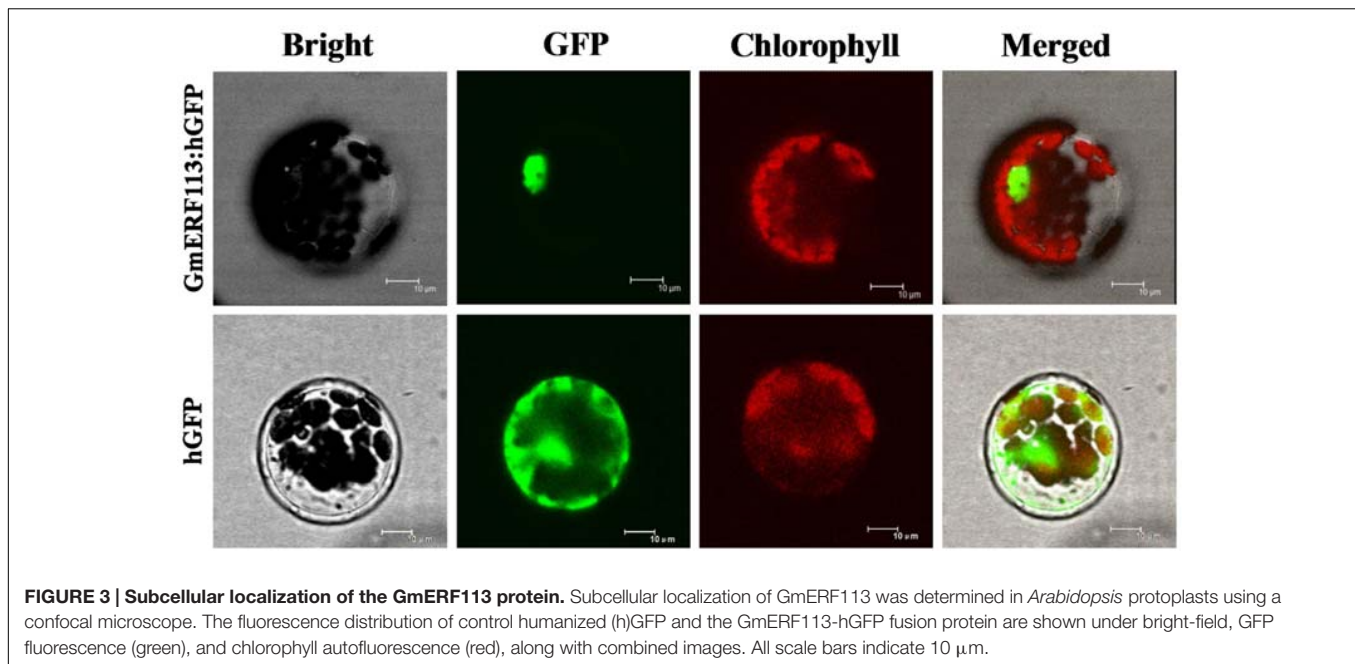 Bright GFP Chlorophyll Merged
GmERF113:hGFP
10 μm 10 μm 10 μm 10 μm
hGFP
10 μm 10 μm 10 μm 10 μm
FIGURE 3 | Subcellular localization of the GmERF113 protein. Subcellular localization of GmERF113 was determined in Arabidopsis protoplasts using a
confocal microscope. The fluorescence distribution of control humanized (h)GFP and the GmERF113-hGFP fusion protein are shown under bright-field, GFP
fluorescence (green), and chlorophyll autofluorescence (red), along with combined images. All scale bars indicate 10 μm.